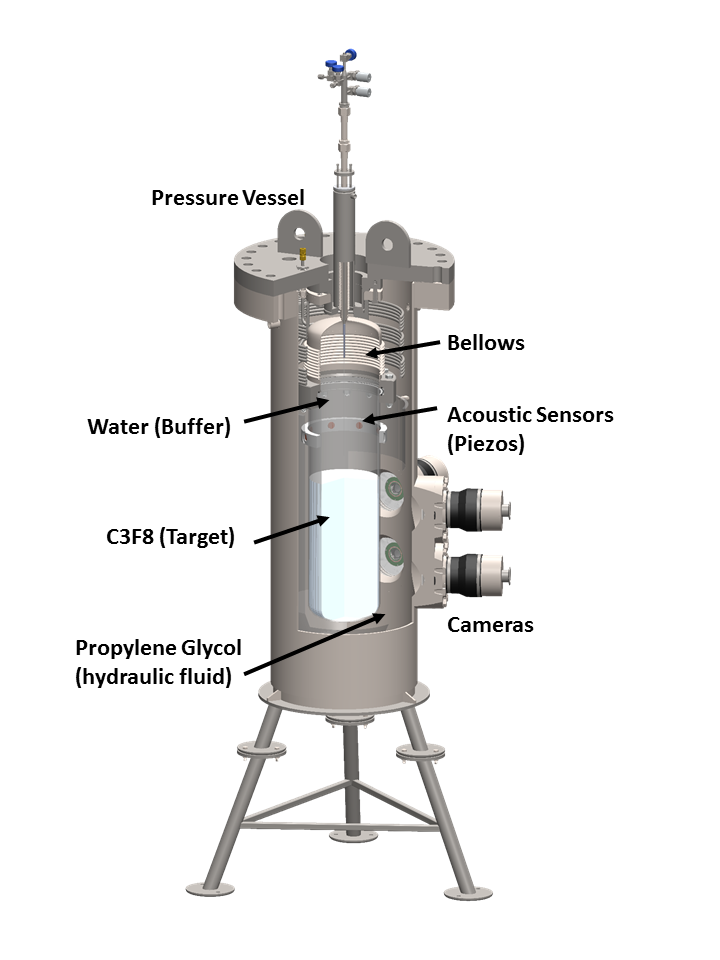 Pressure Vessel
Bellows
Water (Buffer)
Acoustic Sensors
(Piezos)
C3F8 (Target)
Cameras
Propylene Glycol
(hydraulic fluid)